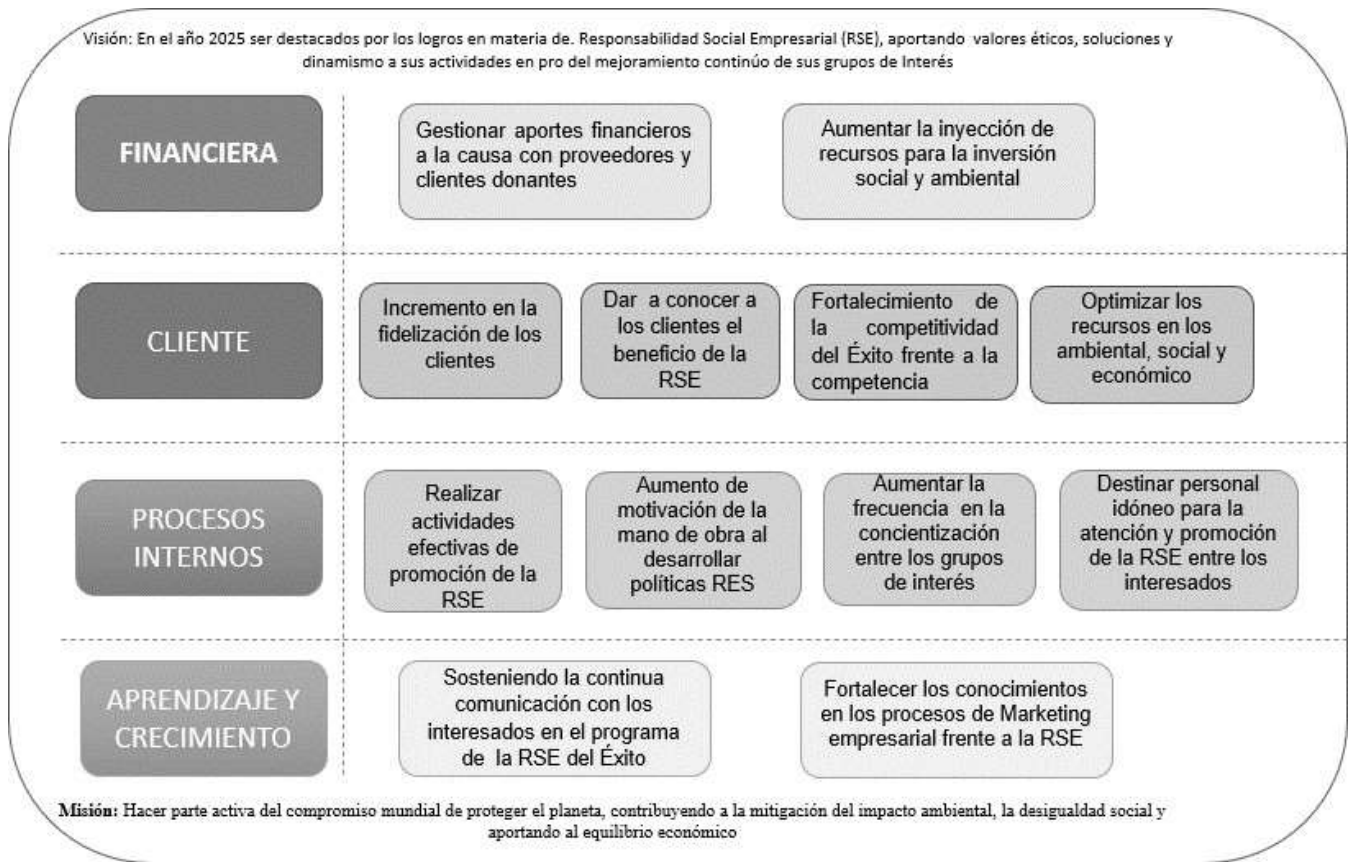 Visión: En el año 2025 ser destacados por los logros en materia de. Responsabilidad Social Empresarial (RSE), aportando valores éticos, soluciones y
dinamismo a sus actividades en pro del mejoramiento continúo de sus grupos de Interés
FINANCIERA
Gestionar aportes financieros
a la causa con proveedores y
clientes donantes
Aumentar la inyección de
recursos para la inversión
social y ambiental
CLIENTE
Incremento en la
fidelización de los
clientes
Dar a conocer a
los clientes el
beneficio de la
RSE
Fortalecimiento de
la competitividad
del Éxito frente a la
competencia
Optimizar los
recursos en los
ambiental, social y
económico
PROCESOS
INTERNOS
Realizar
actividades
efectivas de
promoción de la
RSE
Aumento de
motivación de la
mano de obra al
desarrollar
políticas RES
Aumentar la
frecuencia en la
concientización
entre los grupos
de interés
Destinar personal
idóneo para la
atención y promoción
de la RSE entre los
interesados
APRENDIZAJE Y
CRECIMIENTO
Sosteniendo la continua
comunicación con los
interesados en el programa
de la RSE del Éxito
Fortalecer los conocimientos
en los procesos de Marketing
empresarial frente a la RSE
Misión: Hacer parte activa del compromiso mundial de proteger el planeta, contribuyendo a la mitigación del impacto ambiental, la desigualdad social y
aportando al equilibrio económico